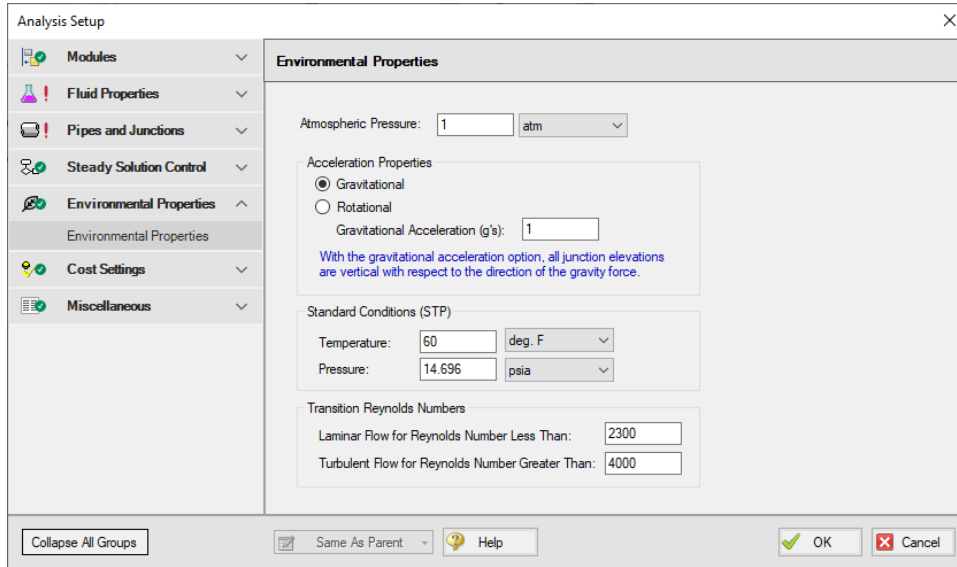 Analysis Setup
Modules
Fluid Properties
Pipes and Junctions
Steady Solution Control
Environmental Properties
Environmental Properties
Cost Settings
Miscellaneous
Collapse All Groups
Environmental Properties
Atmospheric Pressure: 1 atm
Acceleration Properties
Gravitational
Rotational
Gravitational Acceleration (g's): 1
With the gravitational acceleration option, all junction elevations
are vertical with respect to the direction of the gravity force.
Standard Conditions (STP)
Temperature: 60 deg. F
Pressure: 14.696 psia
Transition Reynolds Numbers
Laminar Flow for Reynolds Number Less Than: 2300
Turbulent Flow for Reynolds Number Greater Than: 4000
Same As Parent Help OK Cancel